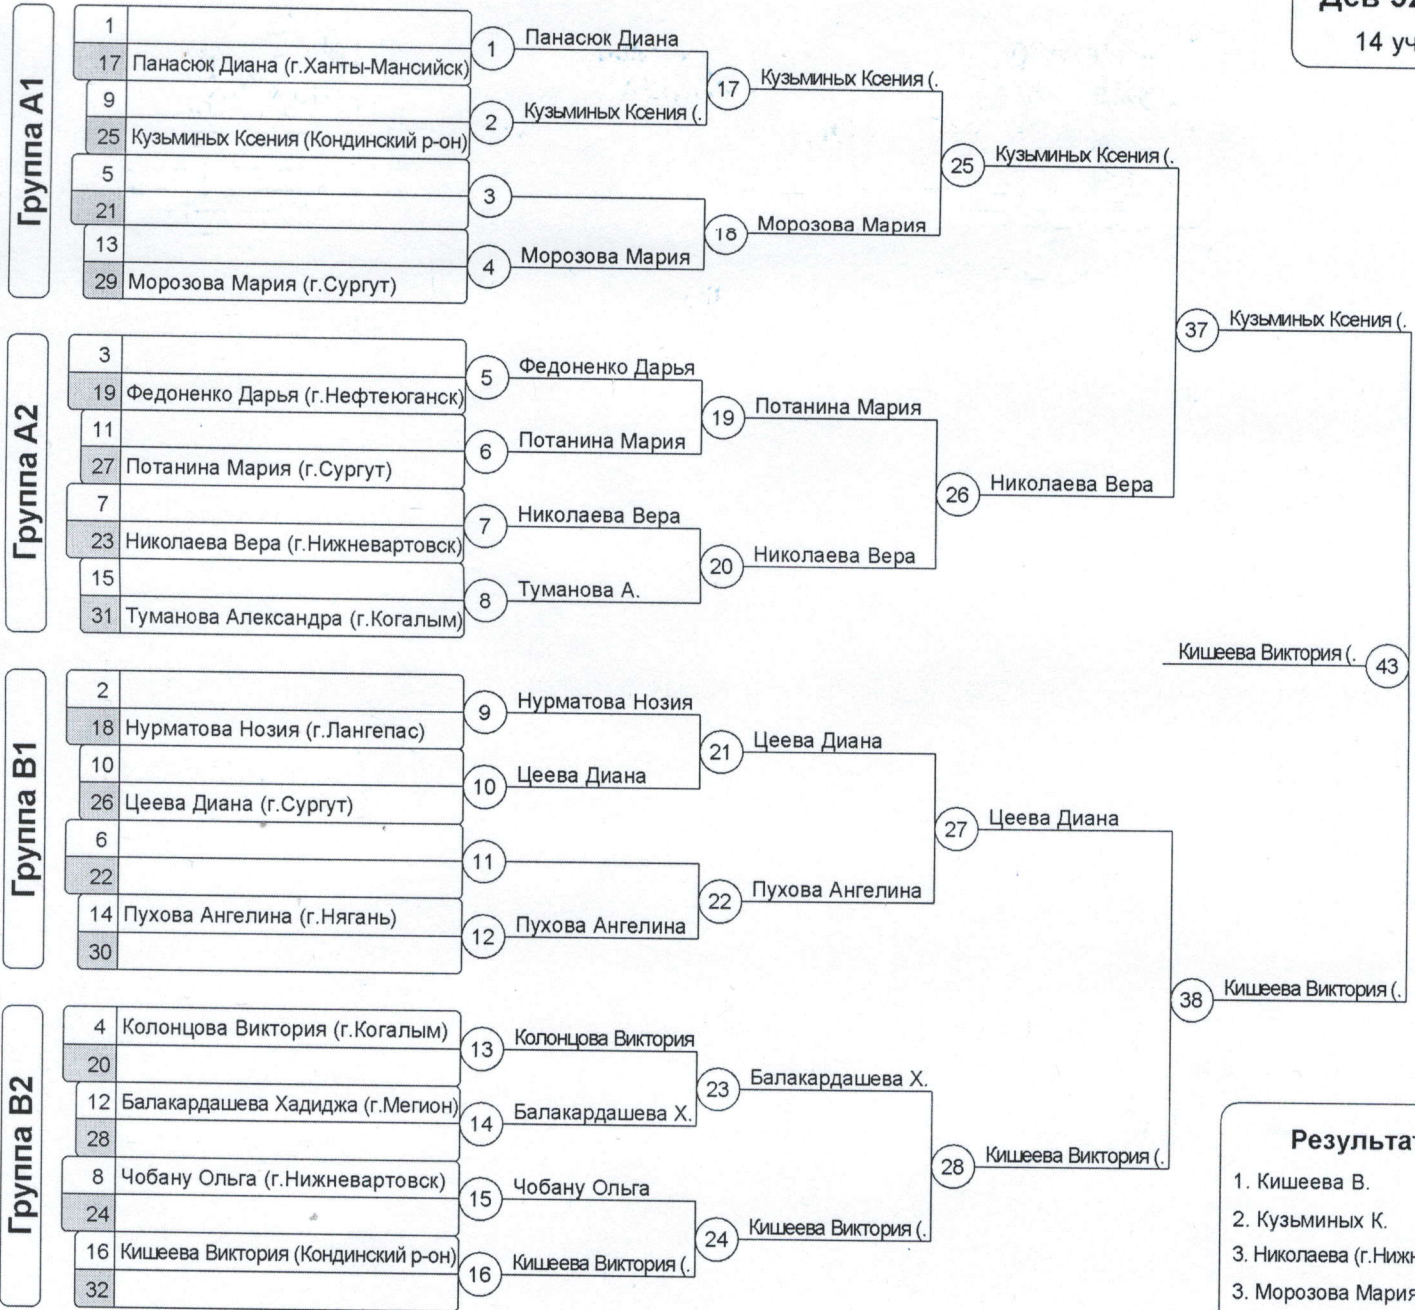 Дев 52
14 уч
Группа A1
1
17 Панасюк Диана (г.Ханты-Мансийск)
9
25 Кузьминых Ксения (Кондинский р-он)
5
21
13
29 Морозова Мария (г.Сургут)
1 Панасюк Диана
2 Кузьминых Ксения (.
3
4 Морозова Мария
17 Кузьминых Ксения (.
18 Морозова Мария
25 Кузьминых Ксения (.
Группа A2
3
19 Федоненко Дарья (г.Нефтеюганск)
11
27 Потанина Мария (г.Сургут)
7
23 Николаева Вера (г.Нижневартовск)
15
31 Туманова Александра (г.Когалым)
5 Федоненко Дарья
6 Потанина Мария
7 Николаева Вера
8 Туманова А.
19 Потанина Мария
20 Николаева Вера
26 Николаева Вера
37 Кузьминых Ксения (.
Кишеева Виктория (. 43
Группа B1
2
18 Нурматова Нозия (г.Лангепас)
10
26 Цеева Диана (г.Сургут)
6
22
14 Пухова Ангелина (г.Нягань)
30
9 Нурматова Нозия
10 Цеева Диана
11
12 Пухова Ангелина
21 Цеева Диана
22 Пухова Ангелина
27 Цеева Диана
Группа B2
4 Колонцова Виктория (г.Когалым)
20
12 Балакардашева Хадиджа (г.Мегион)
28
8 Чобану Ольга (г.Нижневартовск)
24
16 Кишеева Виктория (Кондинский р-он)
32
13 Колонцова Виктория
14 Балакардашева Х.
15 Чобану Ольга
16 Кишеева Виктория (.
23 Балакардашева Х.
24 Кишеева Виктория (.
28 Кишеева Виктория (.
38 Кишеева Виктория (.
Результат
1. Кишеева В.
2. Кузьминых К.
3. Николаева (г.Нижн
3. Морозова Мария